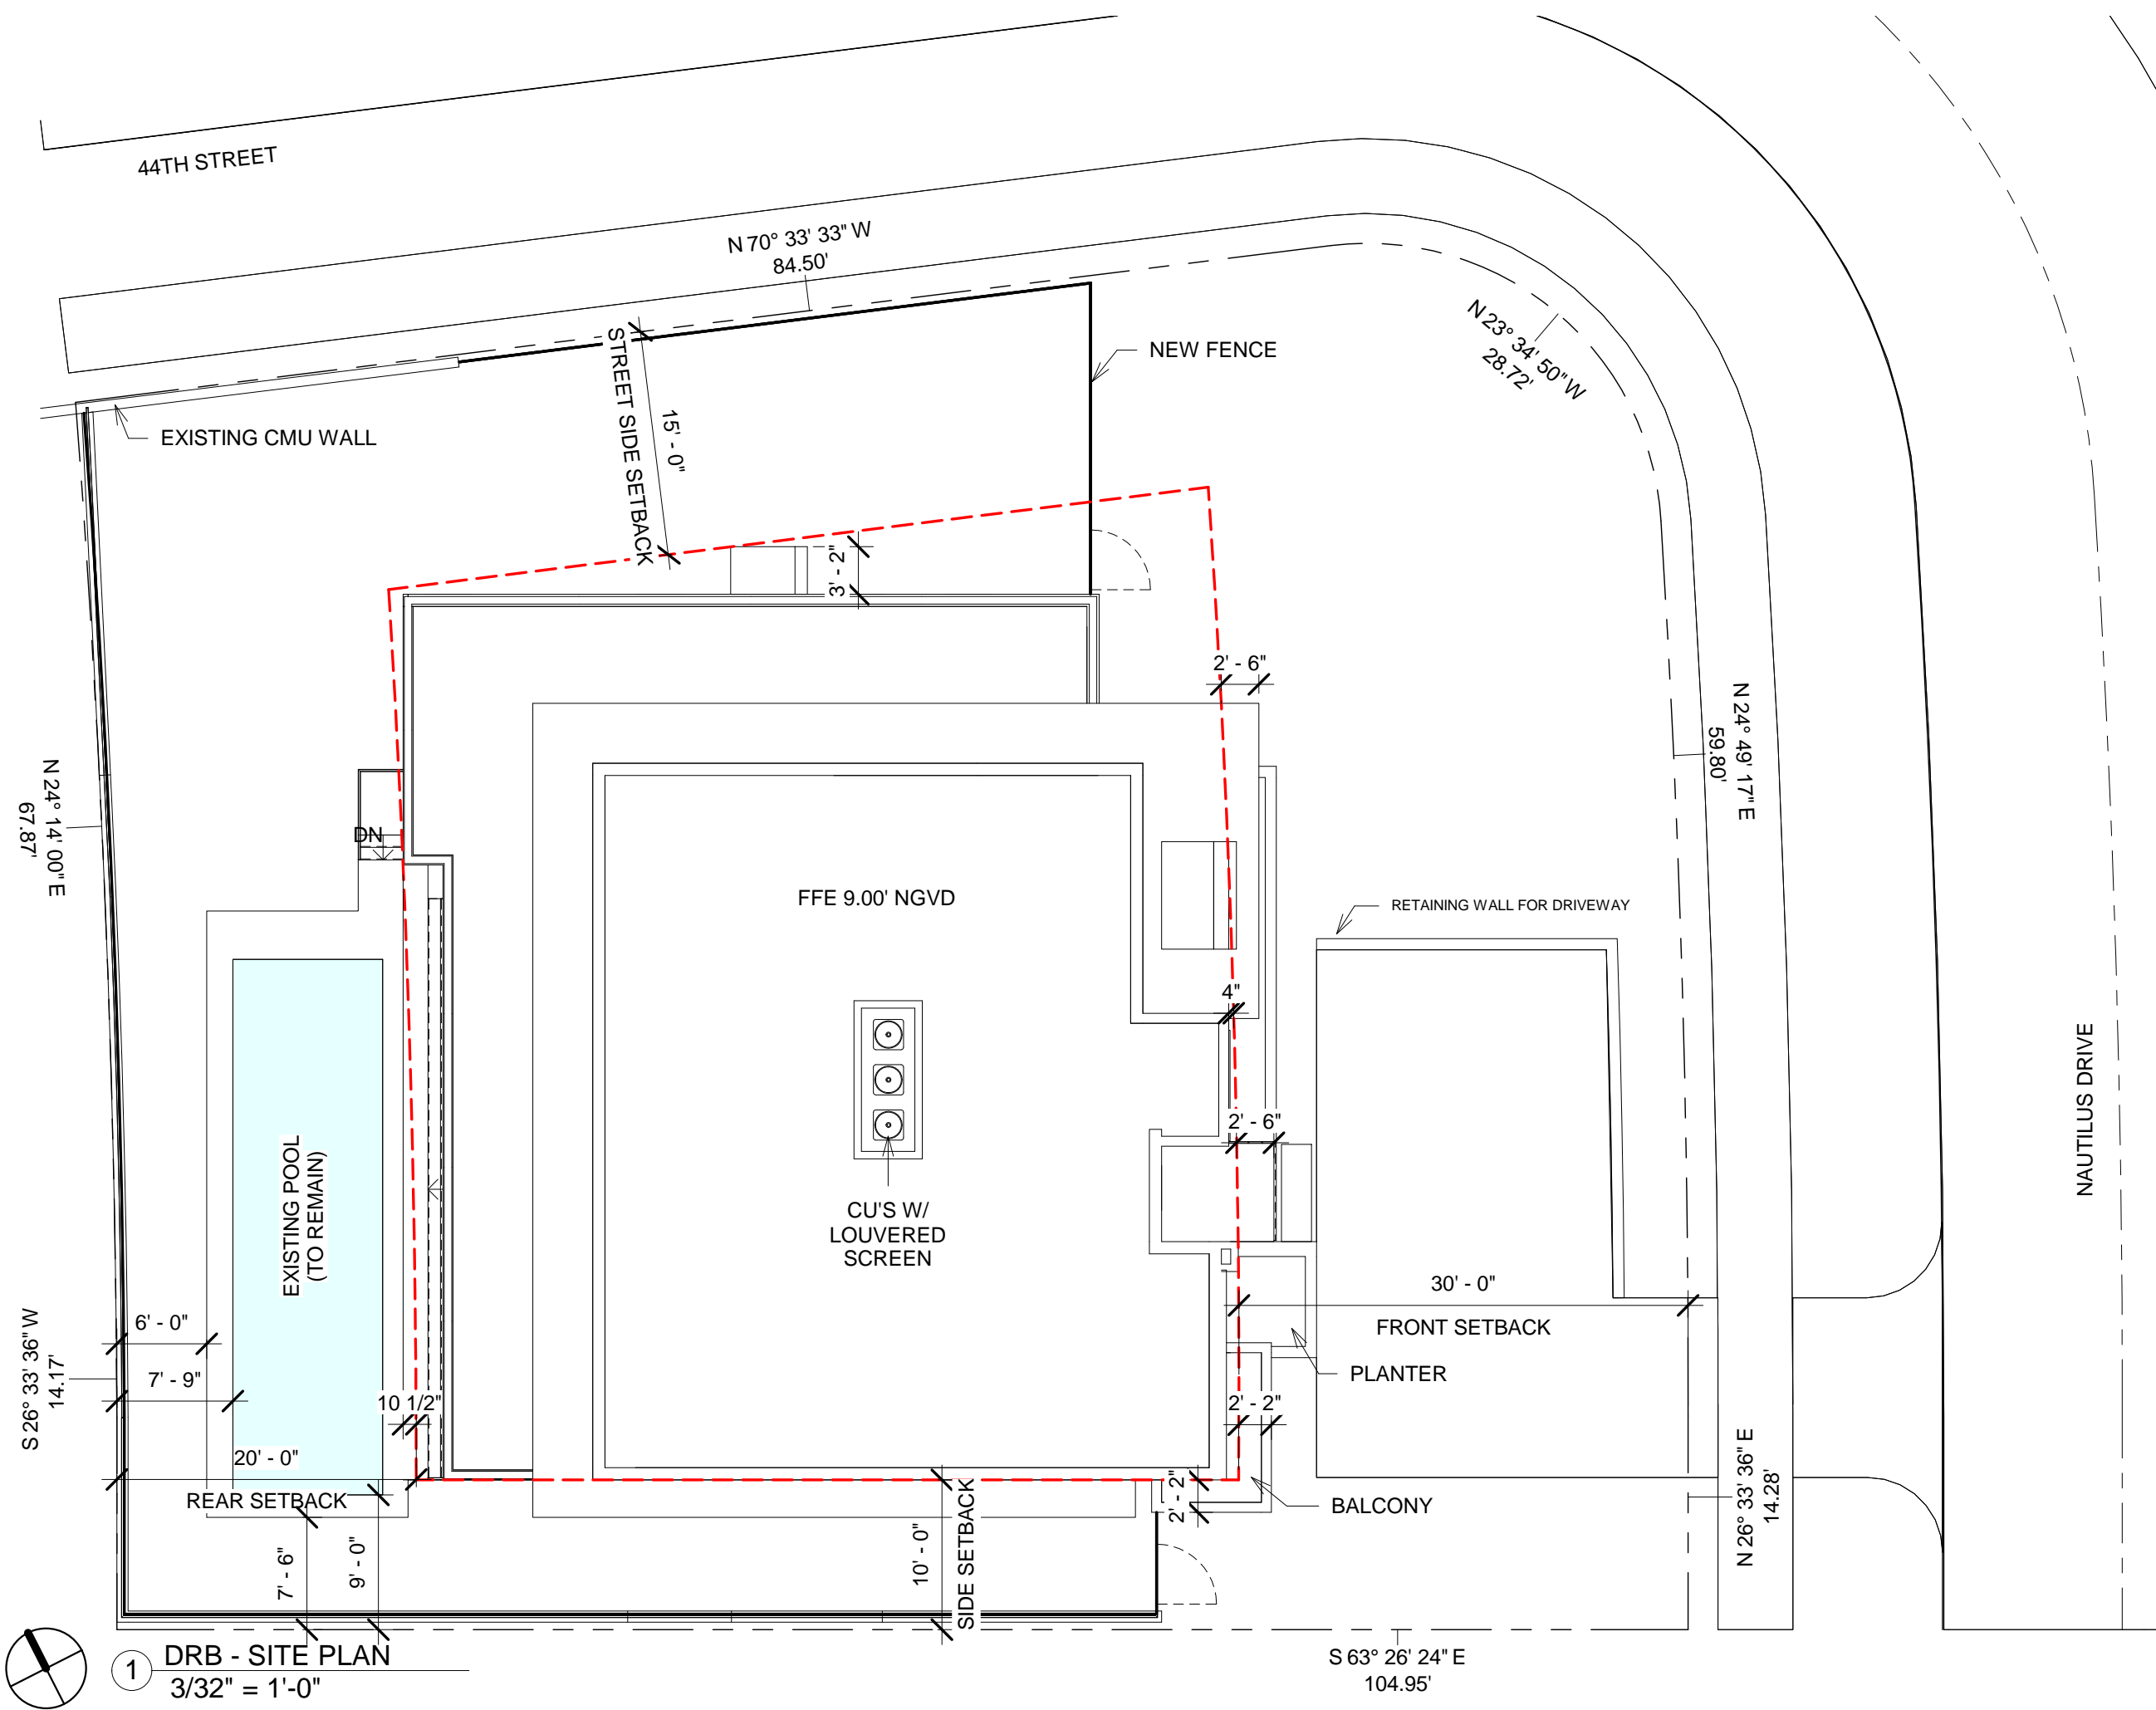 44TH STREET
N 70° 33' 33" W
84.50'
N 23° 34' 50" W
28.72'
NEW FENCE
EXISTING CMU WALL
STREET SIDE SETBACK
15' - 0"
3' - 2"
2' - 6"
N 24° 49' 17" E
59.80'
N 24° 14' 00" E
67.87'
DN
FFE 9.00' NGVD
RETAINING WALL FOR DRIVEWAY
4"
NAUTILUS DRIVE
2' - 6"
EXISTING POOL
(TO REMAIN)
CU'S W/
LOUVERED
SCREEN
30' - 0"
FRONT SETBACK
6' - 0"
S 26° 33' 36" W
14.17'
7' - 9"
PLANTER
10 1/2"
2' - 2"
20' - 0"
REAR SETBACK
2' - 2"
BALCONY
N 26° 33' 36" E
14.28'
7' - 6"
9' - 0"
10' - 0"
SIDE SETBACK
1
DRB - SITE PLAN
3/32" = 1'-0"
S 63° 26' 24" E
104.95'